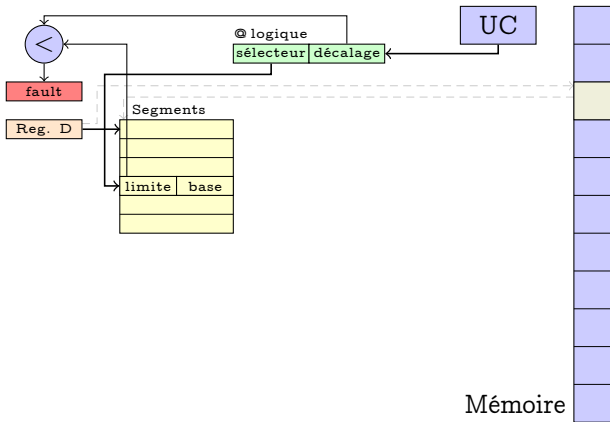 UC
@ logique
sélecteur décalage
<
fault
Segments
Reg. D
limite base
Mémoire